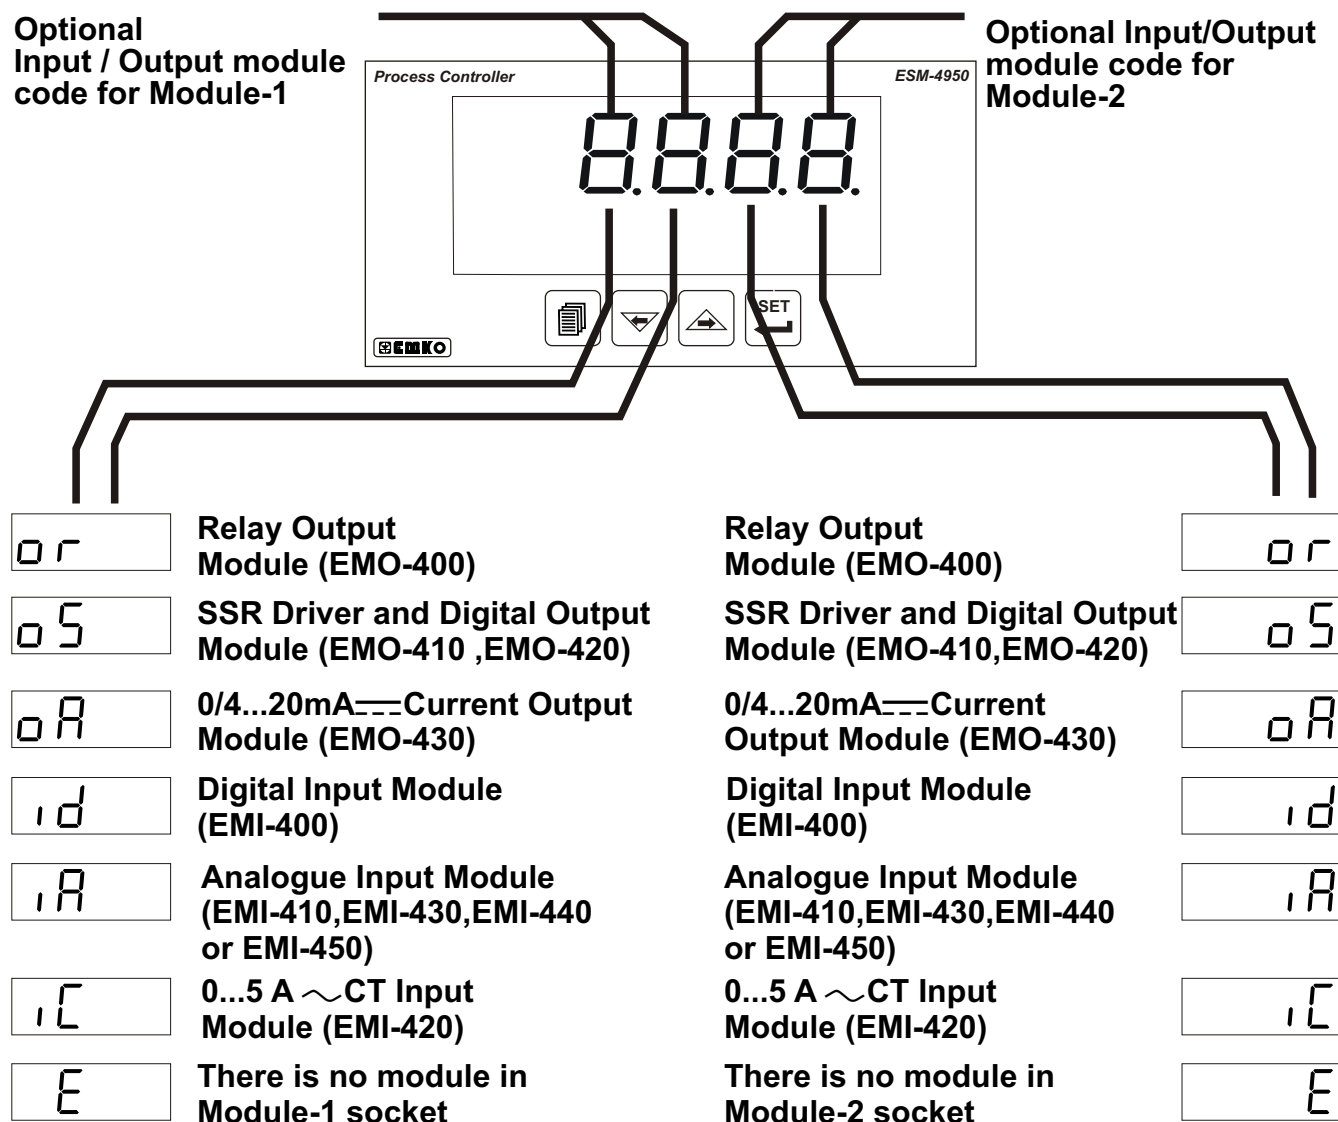 Optional
Input / Output module
code for Module-1
Optional Input/Output
module code for
Module-2
Process Controller
ESM-4950
8.8.8.8.
SET
EMKO
or
Relay Output
Module (EMO-400)
Relay Output
Module (EMO-400)
or
oS
SSR Driver and Digital Output
Module (EMO-410 ,EMO-420)
SSR Driver and Digital Output
Module (EMO-410,EMO-420)
oS
oA
0/4...20mA⎓Current Output
Module (EMO-430)
0/4...20mA⎓Current
Output Module (EMO-430)
oA
id
Digital Input Module
(EMI-400)
Digital Input Module
(EMI-400)
id
iA
Analogue Input Module
(EMI-410,EMI-430,EMI-440
or EMI-450)
Analogue Input Module
(EMI-410,EMI-430,EMI-440
or EMI-450)
iA
iC
0...5 A ～CT Input
Module (EMI-420)
0...5 A ～CT Input
Module (EMI-420)
iC
E
There is no module in
Module-1 socket
There is no module in
Module-2 socket
E